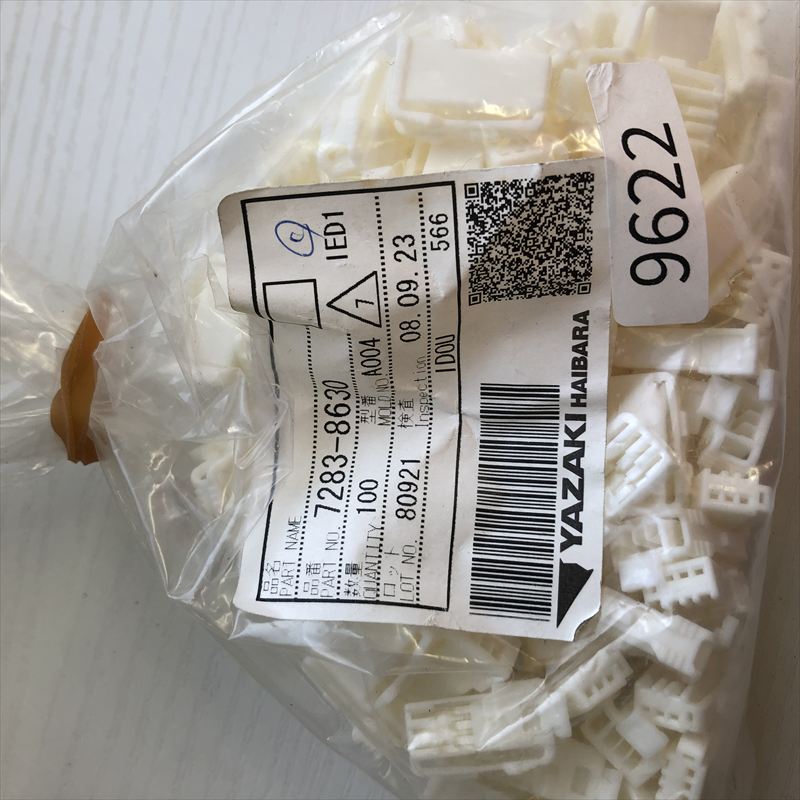 品名
PART NAME
IED1
品番
PART NO. 7283-8630
数量
QUANTITY 100
型番
MOLD NO. A004
7
ロット
LOT NO. 80921
検査
Inspection 08.09.23
IDOU 566
YAZAKI HAIBARA
9622